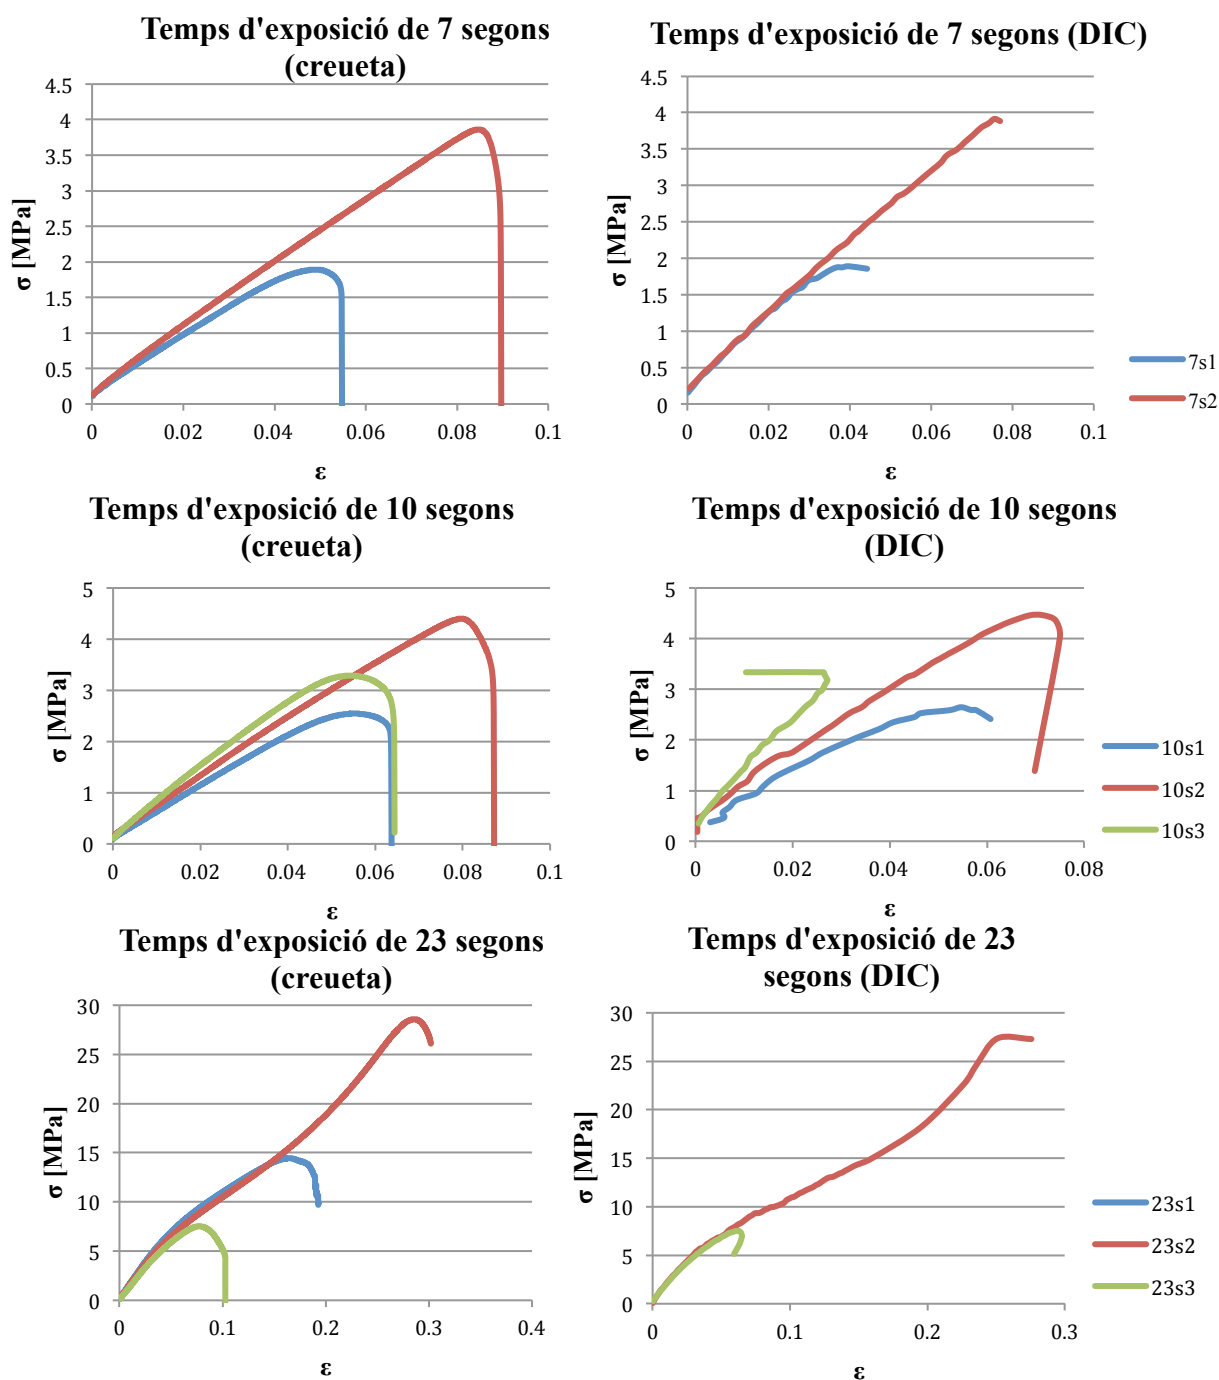 Temps d'exposició de 7 segons
(creueta)
4.5
4
3.5
3
2.5
2
1.5
1
0.5
0
σ [MPa]
0 0.02 0.04 0.06 0.08 0.1
ε
Temps d'exposició de 7 segons (DIC)
4.5
4
3.5
3
2.5
2
1.5
1
0.5
0
σ [MPa]
0 0.02 0.04 0.06 0.08 0.1
ε
7s1
7s2
Temps d'exposició de 10 segons
(creueta)
5
4
3
2
1
0
σ [MPa]
0 0.02 0.04 0.06 0.08 0.1
ε
Temps d'exposició de 10 segons
(DIC)
5
4
3
2
1
0
σ [MPa]
0 0.02 0.04 0.06 0.08
ε
10s1
10s2
10s3
Temps d'exposició de 23 segons
(creueta)
30
25
20
15
10
5
0
σ [MPa]
0 0.1 0.2 0.3 0.4
ε
Temps d'exposició de 23
segons (DIC)
30
25
20
15
10
5
0
σ [MPa]
0 0.1 0.2 0.3
ε
23s1
23s2
23s3